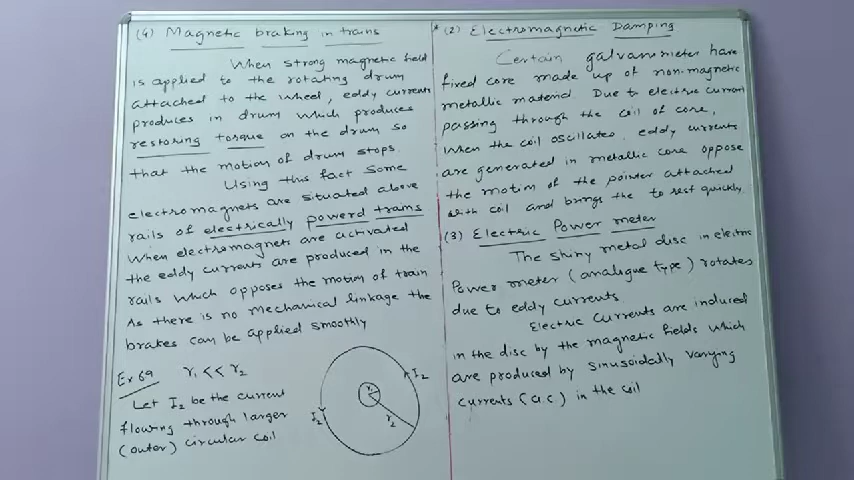 (4) Magnetic braking in trains
When strong magnetic field
is applied to the rotating drum
attached to the wheel, eddy currents
produces in drum which produces
restoring torque on the drum so
that the motion of drum stops.
Using this fact some
electromagnets are situated above
rails of electrically powerd trains
When electromagnets are activated
the eddy currents are produced in the
rails which opposes the motion of train
As there is no mechanical linkage the
brakes can be applied smoothly
Ex 69 r₁ << r₂
Let I₂ be the current
flowing through larger
(outer) circular coil
I₂
r₁
r₂
I₂
*(2) Electromagnetic Damping
Certain galvanometer have
fixed core made up of non-magnetic
metallic material. Due to electric current
passing through the coil of core,
When the coil oscillates, eddy currents
are generated in metallic core oppose
the motion of the pointer attached
with coil and brings the to rest quickly.
(3) Electric Power meter
The shiny metal disc in electric
Power meter (analogue type) rotates
due to eddy currents
Electric currents are induced
in the disc by the magnetic fields which
are produced by sinusoidally varying
currents (a.c) in the coil